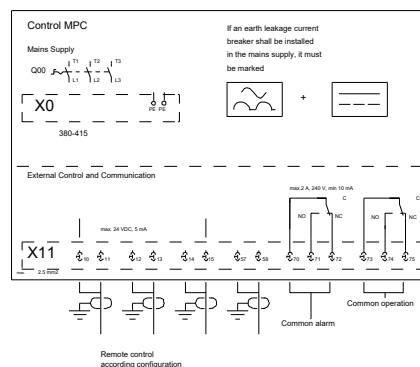 Control MPC
Mains Supply
Q00
T1 T2 T3
L1 L2 L3
X0
PE PE
380-415
If an earth leakage current
breaker shall be installed
in the mains supply, it must
be marked
+
External Control and Communication
max. 24 VDC, 5 mA
max.2 A, 240 V, min 10 mA
C C
NO NC NO NC
X11
10 11 12 13 14 15 57 58 70 71 72 73 74 75
max. 2.5 mm2
Common alarm
Common operation
Remote control
according configuration